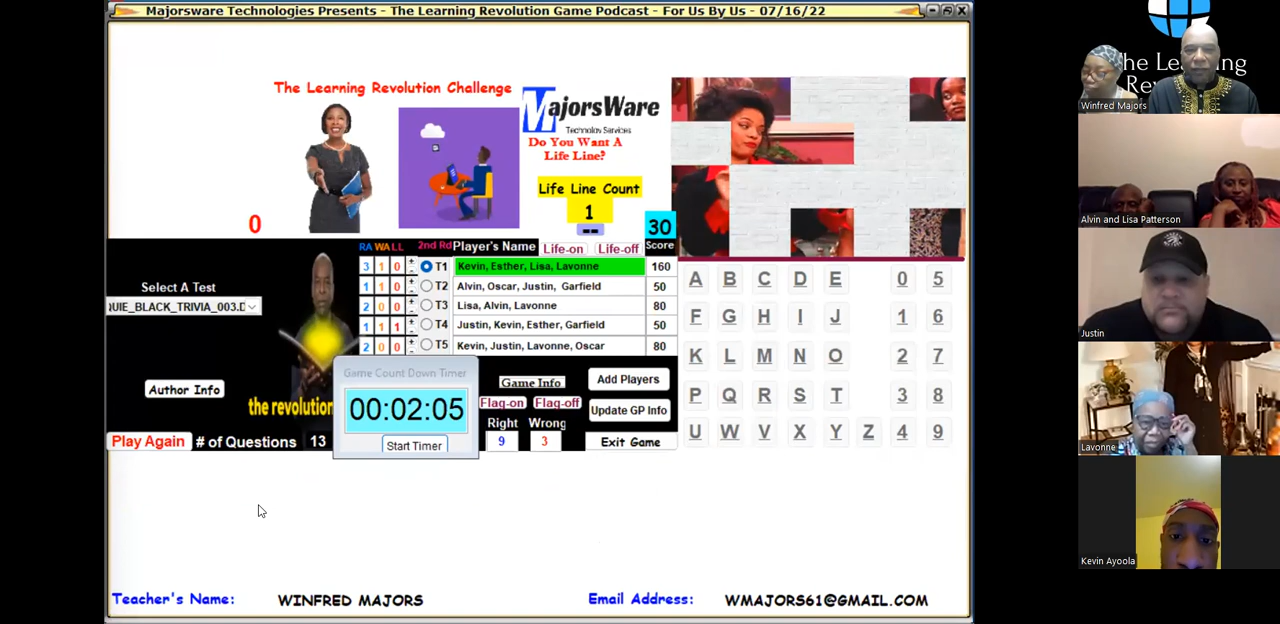 Majorsware Technologies Presents - The Learning Revolution Game Podcast - For Us By Us - 07/16/22
The Learning Revolution Challenge
MajorsWare
Technology Services
Do You Want A
Life Line?
Life Line Count
1
--
0
30
RA WA LL 2nd Rd Player's Name Life-on Life-off Score
3 1 0 + - T1 Kevin, Esther, Lisa, Lavonne 160
1 1 0 + - T2 Alvin, Oscar, Justin, Garfield 50
2 0 0 + - T3 Lisa, Alvin, Lavonne 80
1 1 1 + - T4 Justin, Kevin, Esther, Garfield 50
2 0 0 + - T5 Kevin, Justin, Lavonne, Oscar 80
Select A Test
QUIE_BLACK_TRIVIA_003.D
Author Info
the revolution
Play Again # of Questions 13
Game Count Down Timer
00:02:05
Start Timer
Game Info
Flag-on Flag-off
Right Wrong
9 3
Add Players
Update GP Info
Exit Game
A B C D E 0 5
F G H I J 1 6
K L M N O 2 7
P Q R S T 3 8
U W V X Y Z 4 9
Teacher's Name: WINFRED MAJORS Email Address: WMAJORS61@GMAIL.COM
he Lea ng
Re
Winfred Majors
Alvin and Lisa Patterson
Justin
Lavonne
Kevin Ayoola